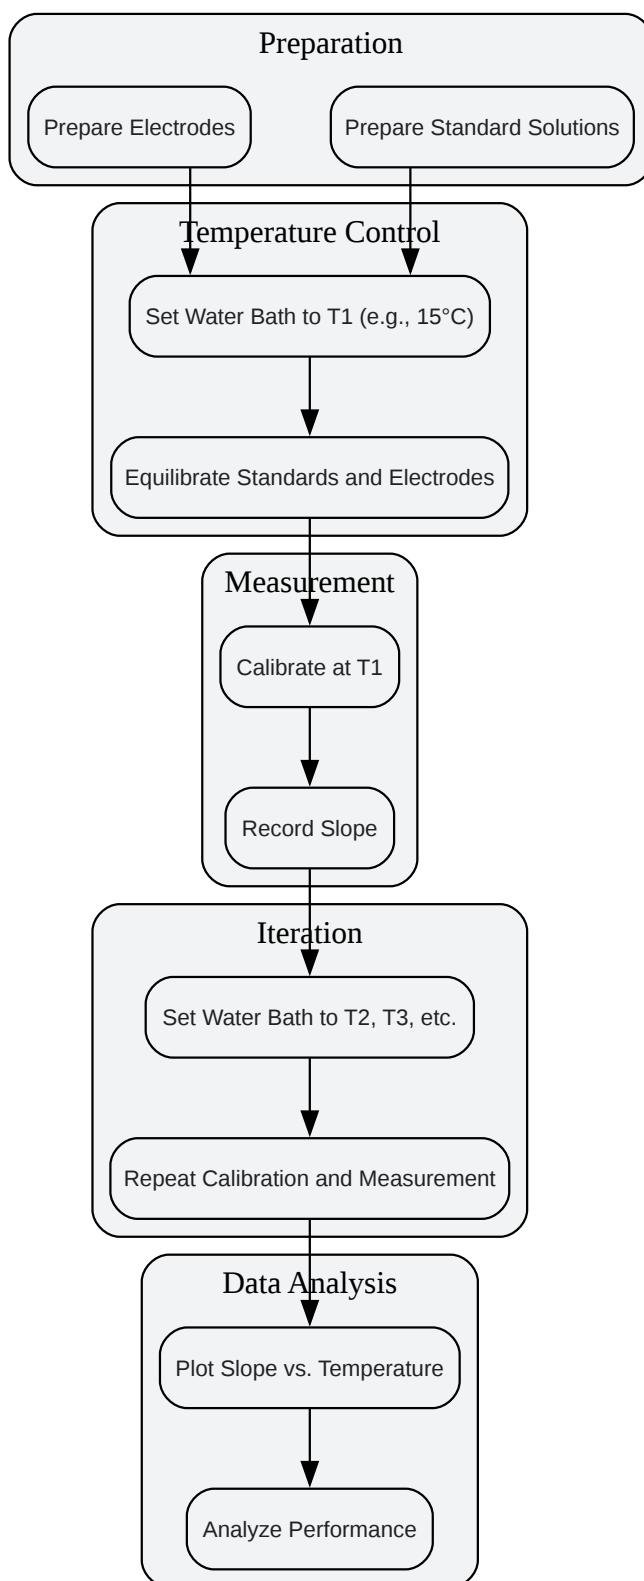 Preparation
Prepare Electrodes
Prepare Standard Solutions
Temperature Control
Set Water Bath to T1 (e.g., 15°C)
Equilibrate Standards and Electrodes
Measurement
Calibrate at T1
Record Slope
Iteration
Set Water Bath to T2, T3, etc.
Repeat Calibration and Measurement
Data Analysis
Plot Slope vs. Temperature
Analyze Performance